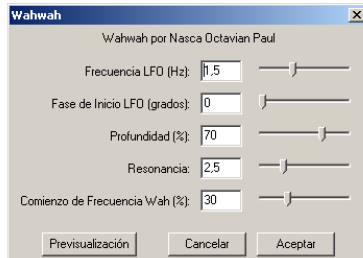 Wahwah
Wahwah por Nasca Octavian Paul
Frecuencia LFO (Hz): 1,5
Fase de Inicio LFO (grados): 0
Profundidad (%): 70
Resonancia: 2,5
Comienzo de Frecuencia Wah (%): 30
Previsualización Cancelar Aceptar